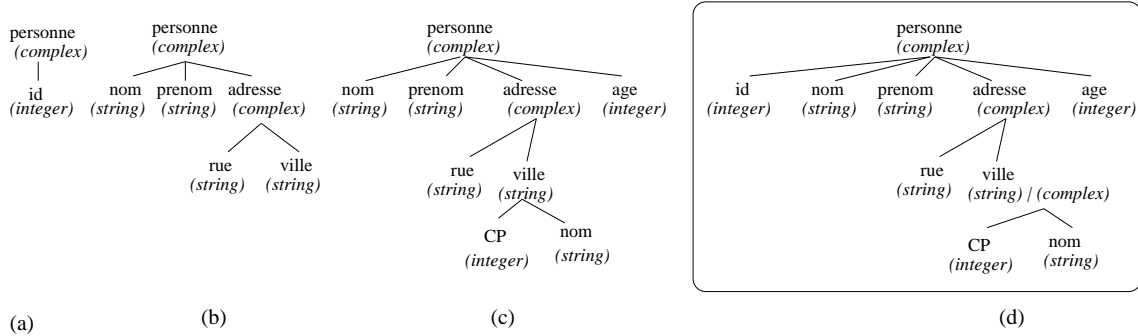 personne
(complex)
id
(integer)
(a)
personne
(complex)
nom prenom adresse
(string) (string) (complex)
rue ville
(string) (string)
(b)
personne
(complex)
nom prenom adresse age
(string) (string) (complex) (integer)
rue ville
(string) (string)
CP nom
(integer) (string)
(c)
personne
(complex)
id nom prenom adresse age
(integer) (string) (string) (complex) (integer)
rue ville
(string) (string) / (complex)
CP nom
(integer) (string)
(d)